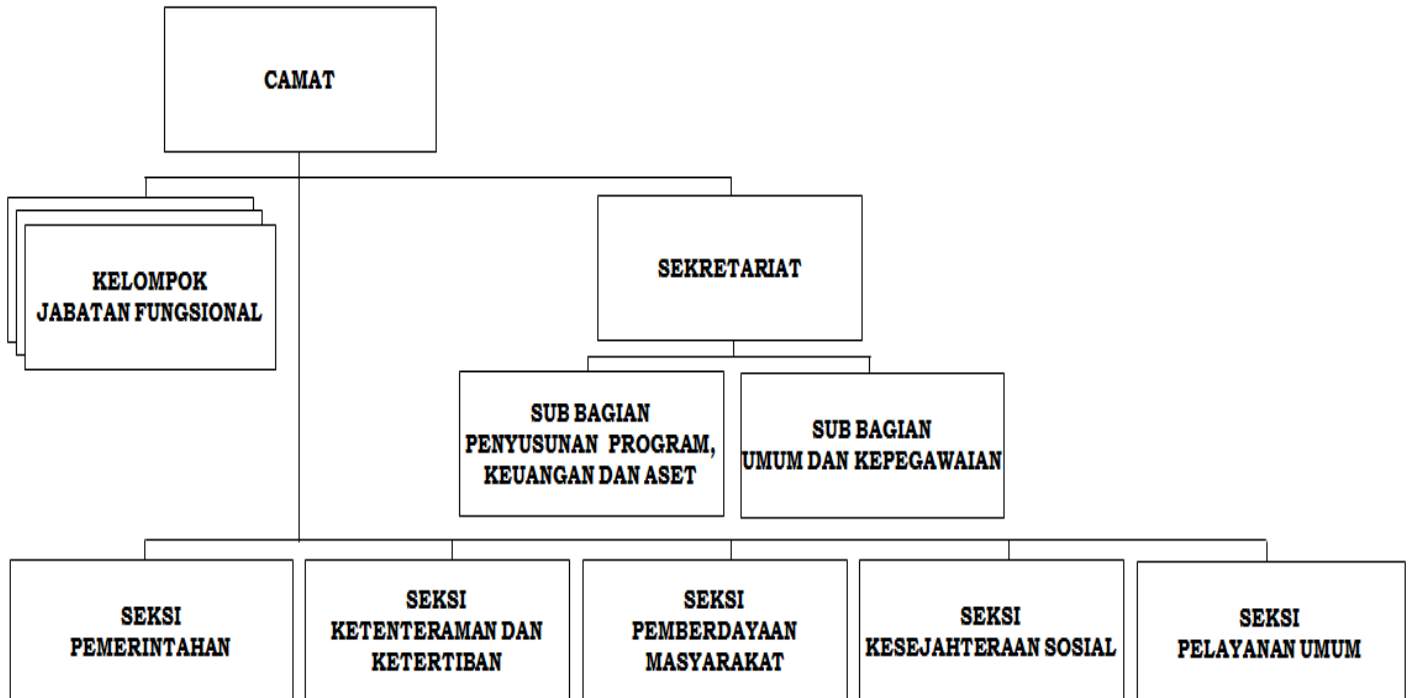 CAMAT
KELOMPOK
JABATAN FUNGSIONAL
SEKRETARIAT
SUB BAGIAN
PENYUSUNAN PROGRAM,
KEUANGAN DAN ASET
SUB BAGIAN
UMUM DAN KEPEGAWAIAN
SEKSI
PEMERINTAHAN
SEKSI
KETENTERAMAN DAN
KETERTIBAN
SEKSI
PEMBERDAYAAN
MASYARAKAT
SEKSI
KESEJAHTERAAN SOSIAL
SEKSI
PELAYANAN UMUM